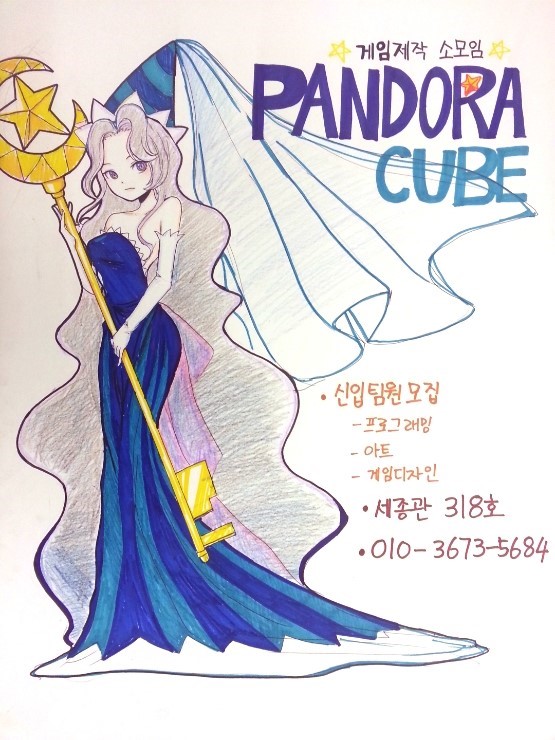 게임제작 소모임
PANDORA
CUBE
• 신입팀원모집
- 프로그래밍
- 아트
- 게임디자인
• 세종관 318호
• 010-3673-5684